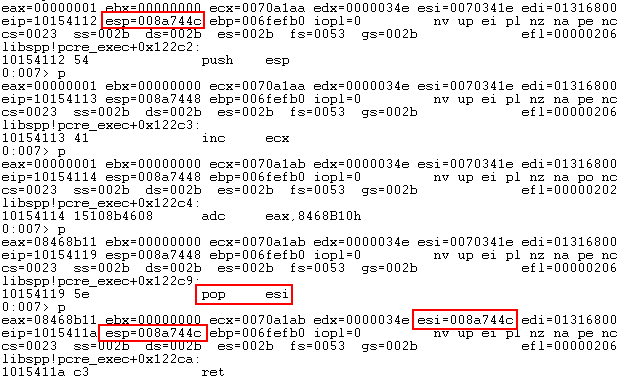 eax=00000001 ebx=00000000 ecx=0070a1aa edx=0000034e esi=0070341e edi=01316800
eip=10154112 esp=008a744c ebp=006fefb0 iopl=0 nv up ei pl nz na pe nc
cs=0023 ss=002b ds=002b es=002b fs=0053 gs=002b efl=00000206
libspp!pcre_exec+0x122c2:
10154112 54 push esp
0:007> p
eax=00000001 ebx=00000000 ecx=0070a1aa edx=0000034e esi=0070341e edi=01316800
eip=10154113 esp=008a7448 ebp=006fefb0 iopl=0 nv up ei pl nz na pe nc
cs=0023 ss=002b ds=002b es=002b fs=0053 gs=002b efl=00000206
libspp!pcre_exec+0x122c3:
10154113 41 inc ecx
0:007> p
eax=00000001 ebx=00000000 ecx=0070a1ab edx=0000034e esi=0070341e edi=01316800
eip=10154114 esp=008a7448 ebp=006fefb0 iopl=0 nv up ei pl nz na po nc
cs=0023 ss=002b ds=002b es=002b fs=0053 gs=002b efl=00000202
libspp!pcre_exec+0x122c4:
10154114 15108b4608 adc eax,8468B10h
0:007> p
eax=08468b11 ebx=00000000 ecx=0070a1ab edx=0000034e esi=0070341e edi=01316800
eip=10154119 esp=008a7448 ebp=006fefb0 iopl=0 nv up ei pl nz na pe nc
cs=0023 ss=002b ds=002b es=002b fs=0053 gs=002b efl=00000206
libspp!pcre_exec+0x122c9:
10154119 5e pop esi
0:007> p
eax=08468b11 ebx=00000000 ecx=0070a1ab edx=0000034e esi=008a744c edi=01316800
eip=1015411a esp=008a744c ebp=006fefb0 iopl=0 nv up ei pl nz na pe nc
cs=0023 ss=002b ds=002b es=002b fs=0053 gs=002b efl=00000206
libspp!pcre_exec+0x122ca:
1015411a c3 ret